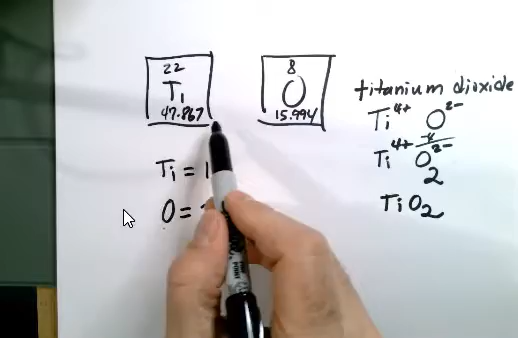 22
Ti
47.867
8
O
15.994
titanium dioxide
Ti⁴⁺ O²⁻
Ti⁴⁺ O²⁻
2
TiO₂
Ti = 1
O =